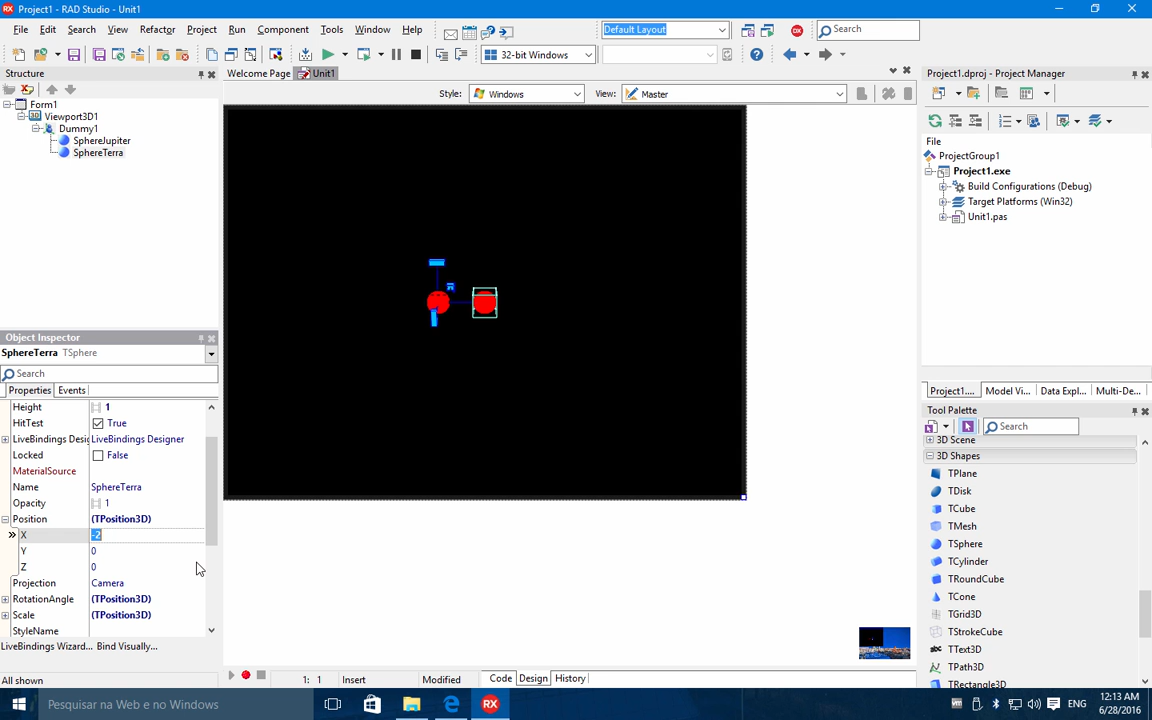 Project1 - RAD Studio - Unit1
File Edit Search View Refactor Project Run Component Tools Window Help
Default Layout
Search
32-bit Windows
Structure
Welcome Page Unit1
Project1.dproj - Project Manager
Style: Windows View: Master
Form1
Viewport3D1
Dummy1
SphereJupiter
SphereTerra
File
ProjectGroup1
Project1.exe
Build Configurations (Debug)
Target Platforms (Win32)
Unit1.pas
Object Inspector
SphereTerra TSphere
Search
Properties Events
Height 1
HitTest True
LiveBindings Desi LiveBindings Designer
Locked False
MaterialSource
Name SphereTerra
Opacity 1
Position (TPosition3D)
X -2
Y 0
Z 0
Projection Camera
RotationAngle (TPosition3D)
Scale (TPosition3D)
StyleName
LiveBindings Wizard... Bind Visually...
All shown
Project1.... Model Vi... Data Expl... Multi-De...
Tool Palette
Search
3D Scene
3D Shapes
TPlane
TDisk
TCube
TMesh
TSphere
TCylinder
TRoundCube
TCone
TGrid3D
TStrokeCube
TText3D
TPath3D
TRectangle3D
1: 1 Insert Modified Code Design History
Pesquisar na Web e no Windows
ENG
12:13 AM
6/28/2016